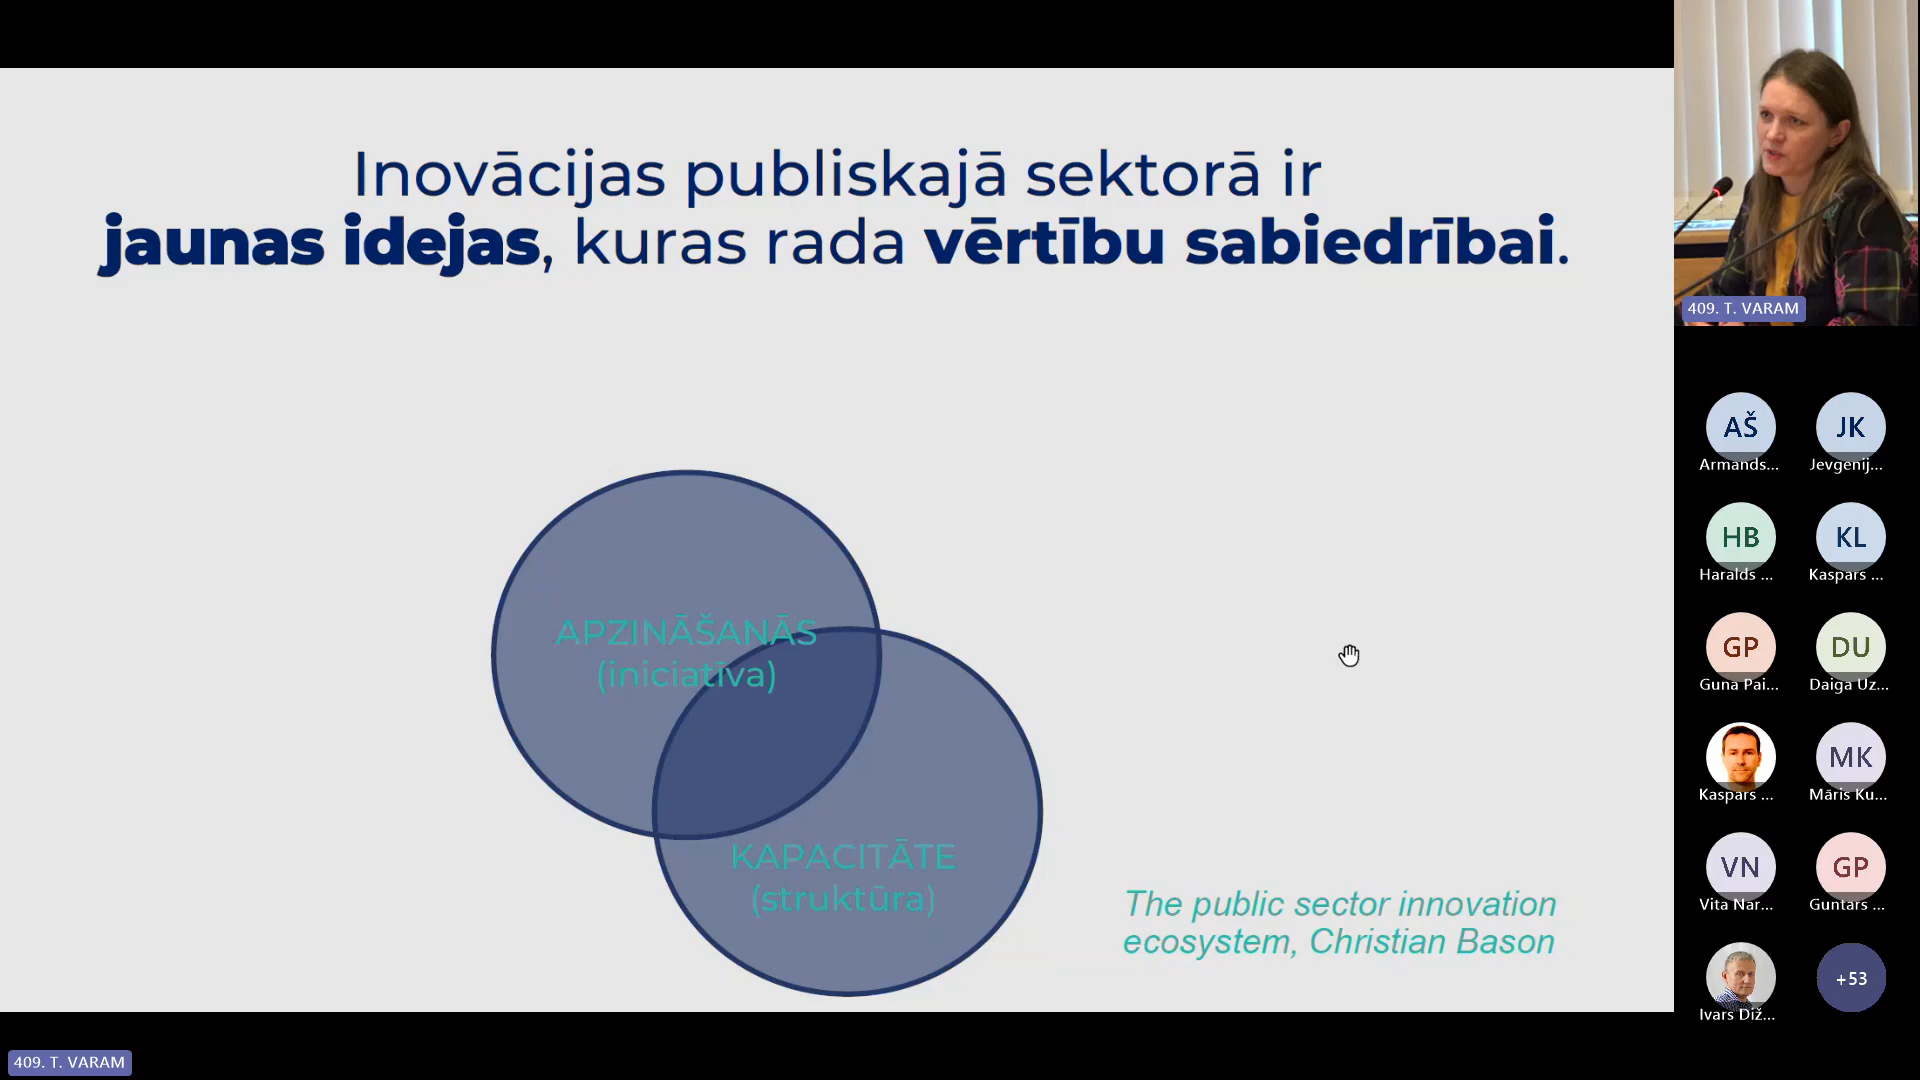 Inovācijas publiskajā sektorā ir
jaunas idejas, kuras rada vērtību sabiedrībai.
APZINĀŠANĀS
(iniciatīva)
KAPACITĀTE
(struktūra)
The public sector innovation
ecosystem, Christian Bason
409. T. VARAM
AŠ
Armands...
JK
Jevgenij...
HB
Haralds ...
KL
Kaspars ...
GP
Guna Pai...
DU
Daiga Uz...
Kaspars ...
MK
Māris Ku...
VN
Vita Nar...
GP
Guntars ...
Ivars Diž...
+53
409. T. VARAM